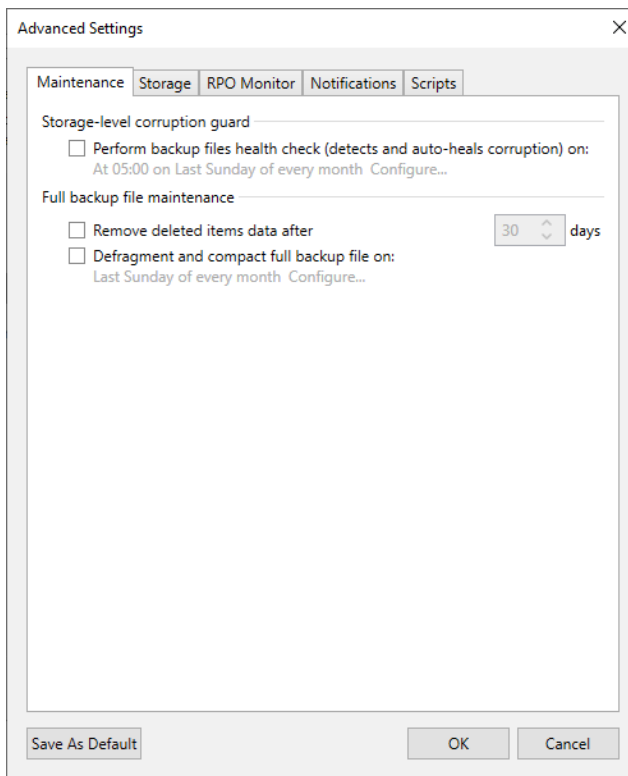 Advanced Settings
Maintenance Storage RPO Monitor Notifications Scripts
Storage-level corruption guard
Perform backup files health check (detects and auto-heals corruption) on:
At 05:00 on Last Sunday of every month Configure...
Full backup file maintenance
Remove deleted items data after 30 days
Defragment and compact full backup file on:
Last Sunday of every month Configure...
Save As Default OK Cancel